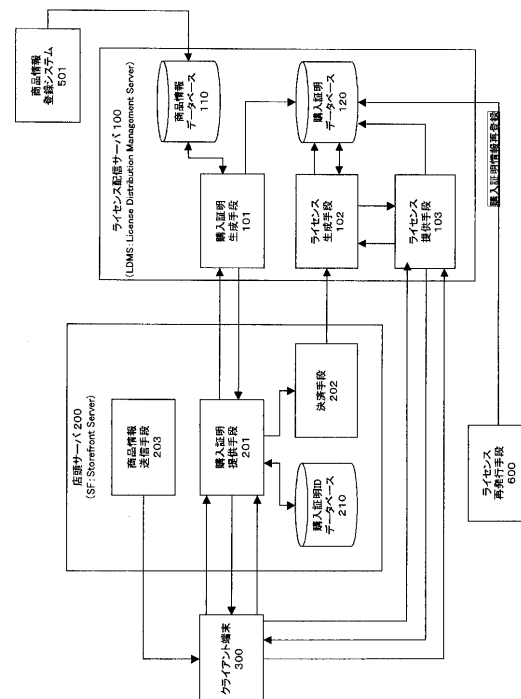 商品情報
登録システム
501
ライセンス配信サーバ 100
(LDMS:License Distribution Management Server)
商品情報
データベース
110
購入証明
データベース
120
購入証明
生成手段
101
ライセンス
生成手段
102
ライセンス
提供手段
103
購入証明情報再登録
店頭サーバ 200
(SF:Storefront Server)
商品情報
送信手段
203
購入証明
提供手段
201
決済手段
202
購入証明ID
データベース
210
ライセンス
再発行手段
600
クライアント端末
300